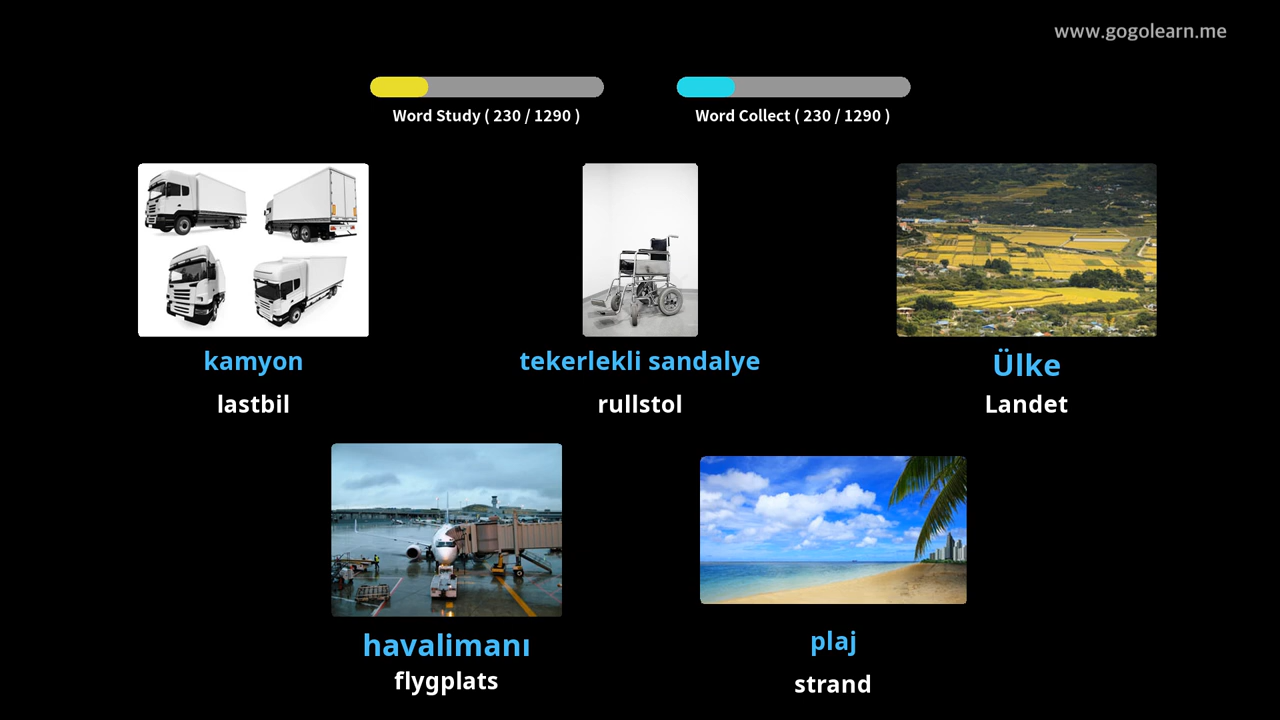 www.gogolearn.me
Word Study ( 230 / 1290 )
Word Collect ( 230 / 1290 )
kamyon
lastbil
tekerlekli sandalye
rullstol
Ülke
Landet
havalimanı
flygplats
plaj
strand